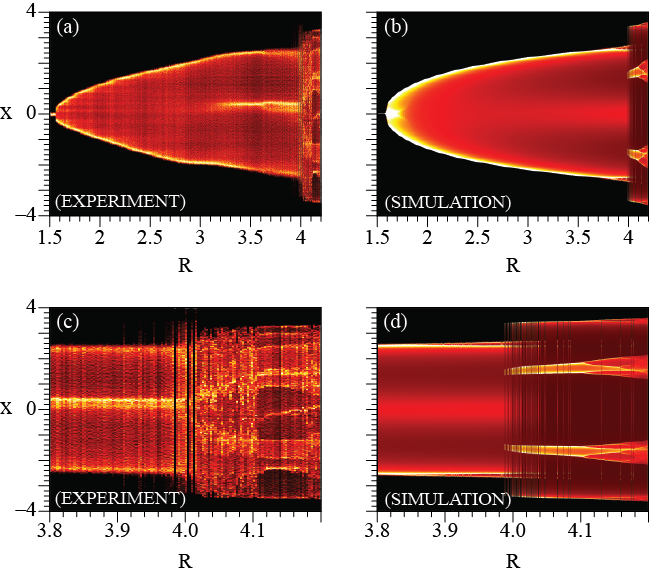 (a)
(b)
4
0
−4
X
(EXPERIMENT)
(SIMULATION)
1.5 2 2.5 3 3.5 4
1.5 2 2.5 3 3.5 4
R
R
(c)
(d)
4
0
−4
X
(EXPERIMENT)
(SIMULATION)
3.8 3.9 4.0 4.1
3.8 3.9 4.0 4.1
R
R